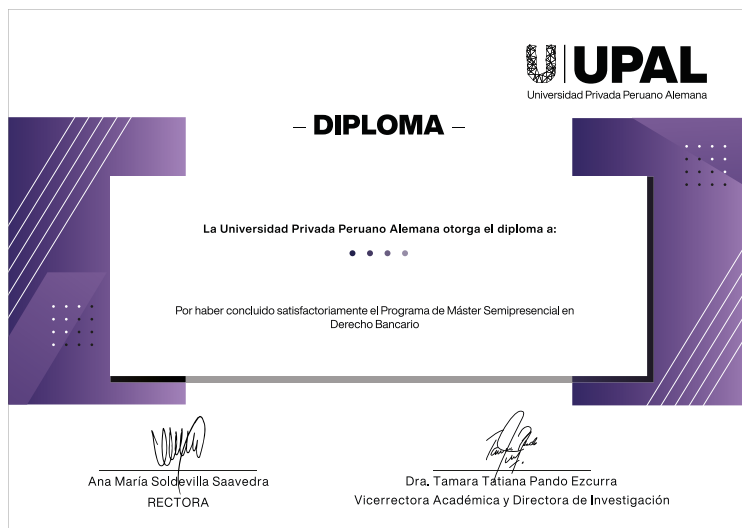 UPAL
Universidad Privada Peruano Alemana
– DIPLOMA –
La Universidad Privada Peruano Alemana otorga el diploma a:
Por haber concluido satisfactoriamente el Programa de Máster Semipresencial en
Derecho Bancario
Ana María Soldevilla Saavedra
RECTORA
Dra. Tamara Tatiana Pando Ezcurra
Vicerrectora Académica y Directora de Investigación